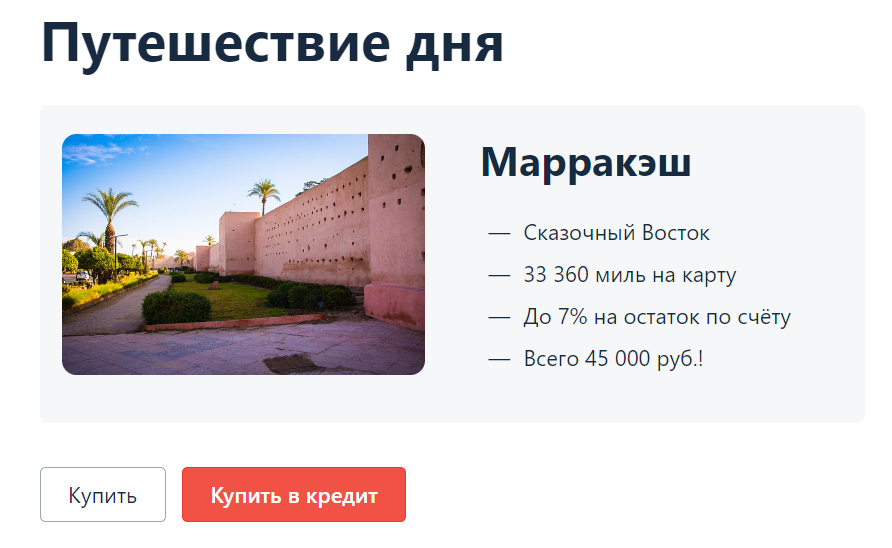 Путешествие дня
Марракэш
— Сказочный Восток
— 33 360 миль на карту
— До 7% на остаток по счёту
— Всего 45 000 руб.!
Купить
Купить в кредит